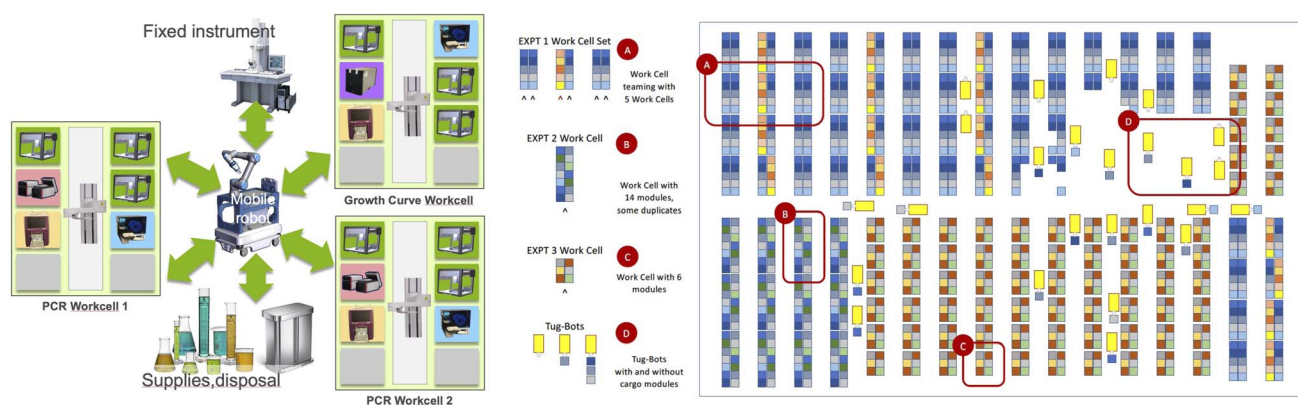 Fixed instrument
Mobile
robot
PCR Workcell 1
Supplies,disposal
Growth Curve Workcell
PCR Workcell 2
EXPT 1 Work Cell Set
A
Work Cell
teaming with
5 Work Cells
^ ^ ^ ^ ^ ^
EXPT 2 Work Cell
B
Work Cell with
14 modules,
some duplicates
^
EXPT 3 Work Cell
C
Work Cell with 6
modules
^
Tug-Bots
D
Tug-Bots
with and without
cargo modules
A
D
B
C